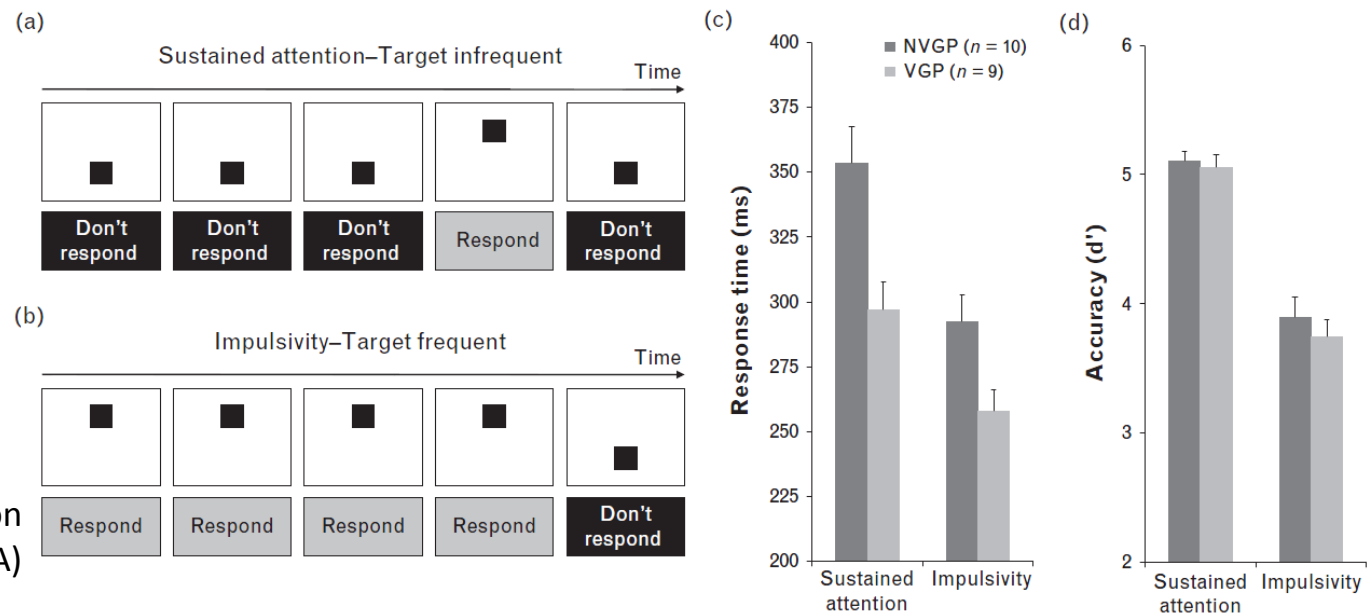 (a)
Sustained attention–Target infrequent
Time
Don't respond
Don't respond
Don't respond
Respond
Don't respond
(b)
Impulsivity–Target frequent
Time
Respond
Respond
Respond
Respond
Don't respond
on
A)
(c)
Response time (ms)
400
375
350
325
300
275
250
225
200
NVGP (n = 10)
VGP (n = 9)
Sustained attention
Impulsivity
(d)
Accuracy (d')
6
5
4
3
2
Sustained attention
Impulsivity